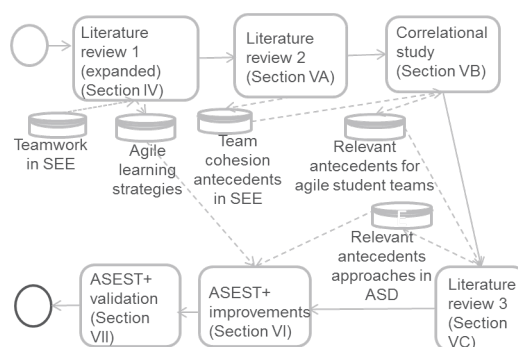 Literature
review 1
(expanded)
(Section IV)
Literature
review 2
(Section VA)
Correlational
study
(Section VB)
Teamwork
in SEE
Agile
learning
strategies
Team
cohesion
antecedents
in SEE
Relevant
antecedents for
agile student teams
Relevant
antecedents
approaches in
ASD
ASEST+
validation
(Section
VII)
ASEST+
improvements
(Section VI)
Literature
review 3
(Section
VC)